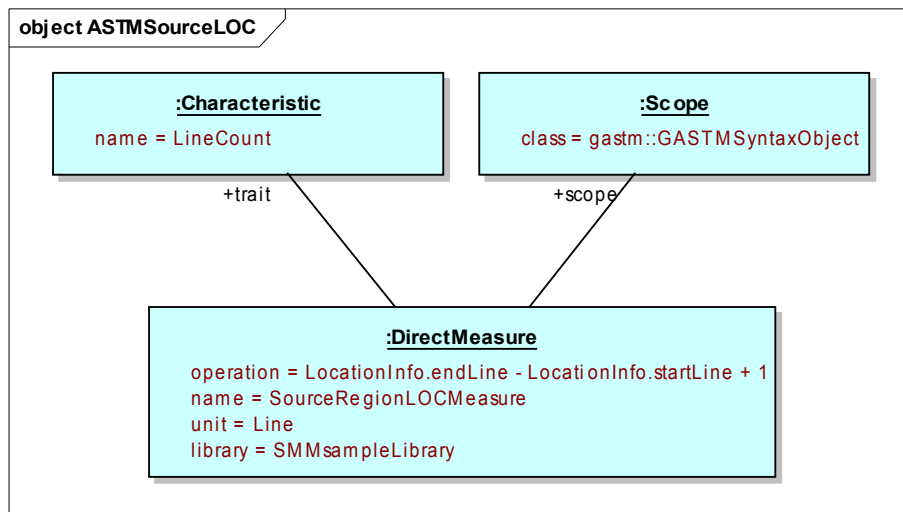 object ASTMSourceLOC
:Characteristic
name = LineCount
:Scope
class = gastm::GASTMSyntaxObject
+trait
+scope
:DirectMeasure
operation = LocationInfo.endLine - LocationInfo.startLine + 1
name = SourceRegionLOCMeasure
unit = Line
library = SMMsampleLibrary